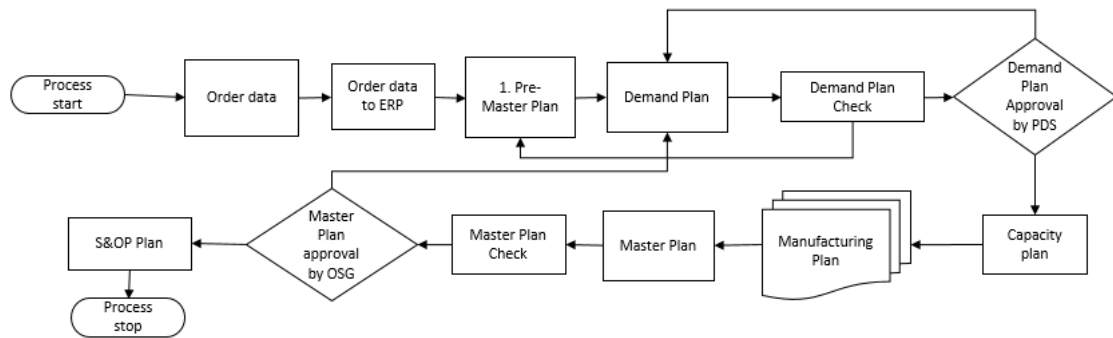 Process
start
Order data
Order data
to ERP
1. Pre-
Master Plan
Demand Plan
Demand Plan
Check
Demand
Plan
Approval
by PDS
S&OP Plan
Master
Plan
approval
by OSG
Master Plan
Check
Master Plan
Manufacturing
Plan
Capacity
plan
Process
stop